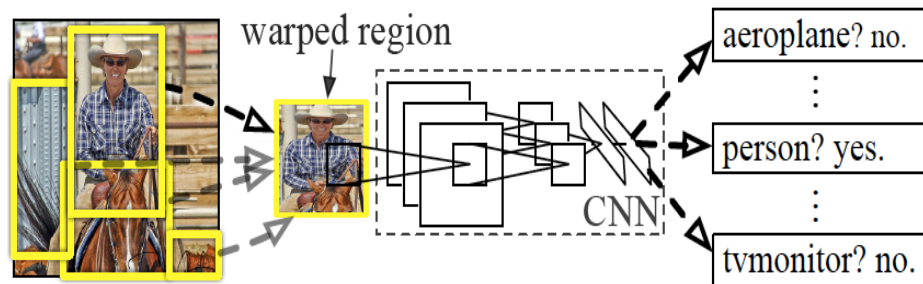 warped region
aeroplane? no.
person? yes.
CNN
tvmonitor? no.